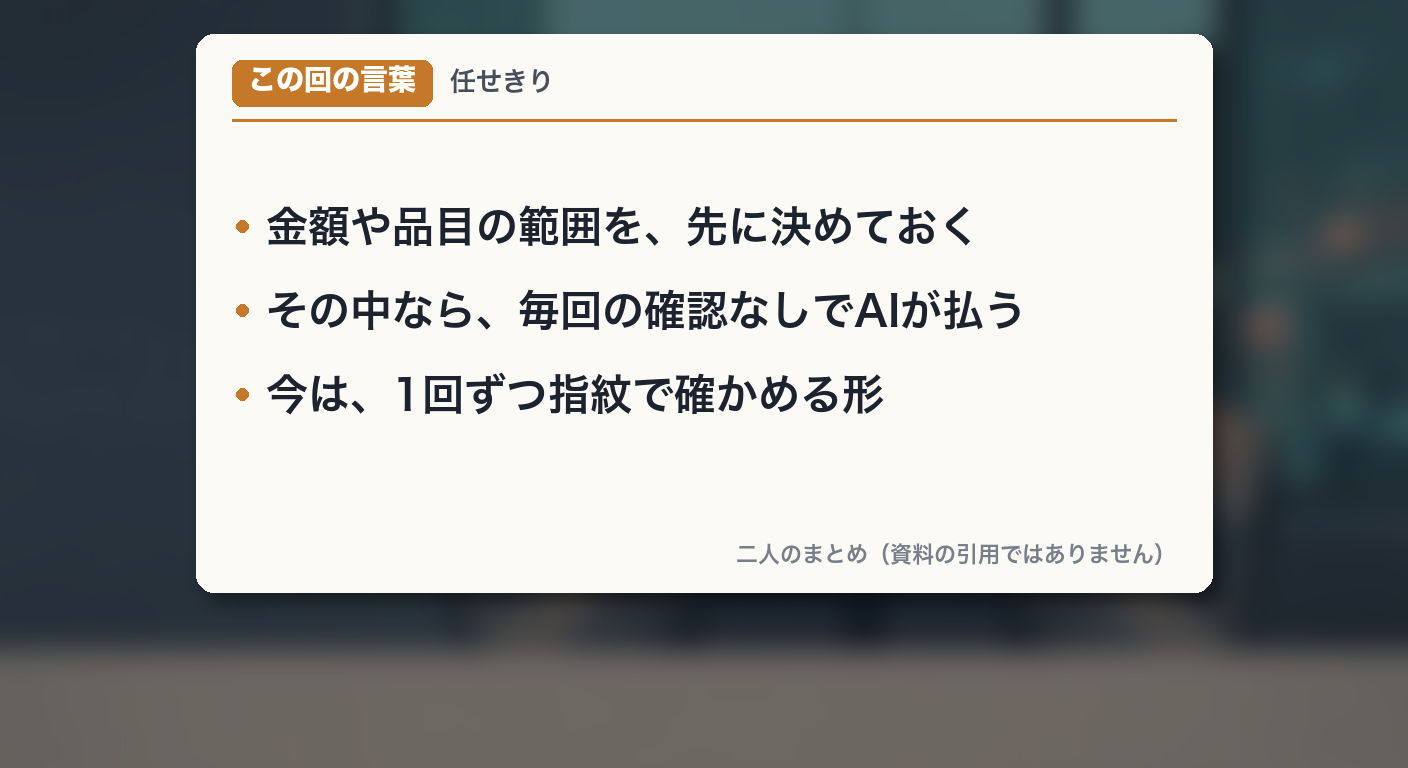 この回の言葉 任せきり
• 金額や品目の範囲を、先に決めておく
• その中なら、毎回の確認なしでAIが払う
• 今は、1回ずつ指紋で確かめる形
二人のまとめ（資料の引用ではありません）